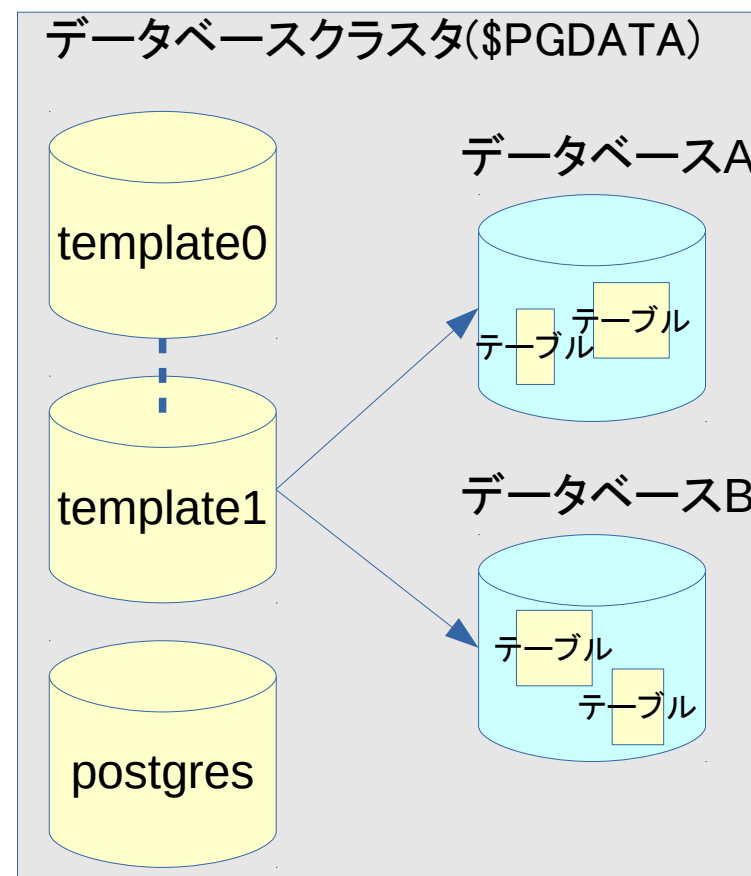 データベースクラスタ($PGDATA)
template0
template1
postgres
データベースA
テーブル
テーブル
データベースB
テーブル
テーブル